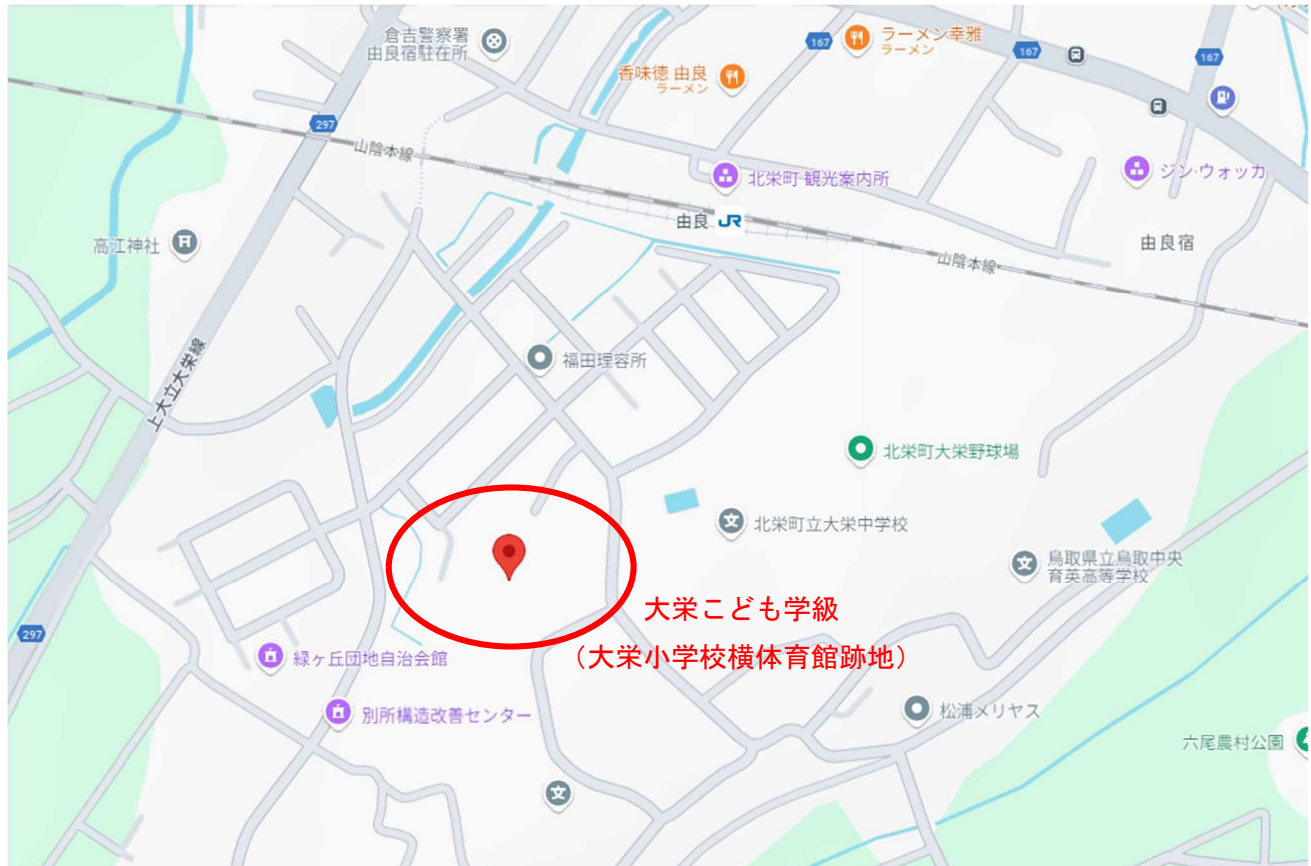 倉吉警察署
由良宿駐在所
167
ラーメン幸雅
ラーメン
167
167
香味徳 由良
ラーメン
297
山陰本線
北栄町 観光案内所
ジン・ウォッカ
由良 JR
由良宿
高江神社
山陰本線
上大立大栄線
福田理容所
北栄町大栄野球場
北栄町立大栄中学校
鳥取県立鳥取中央
育英高等学校
大栄こども学級
(大栄小学校横体育館跡地)
297
緑ヶ丘団地自治会館
別所構造改善センター
松浦メリヤス
六尾農村公園
文
文
文